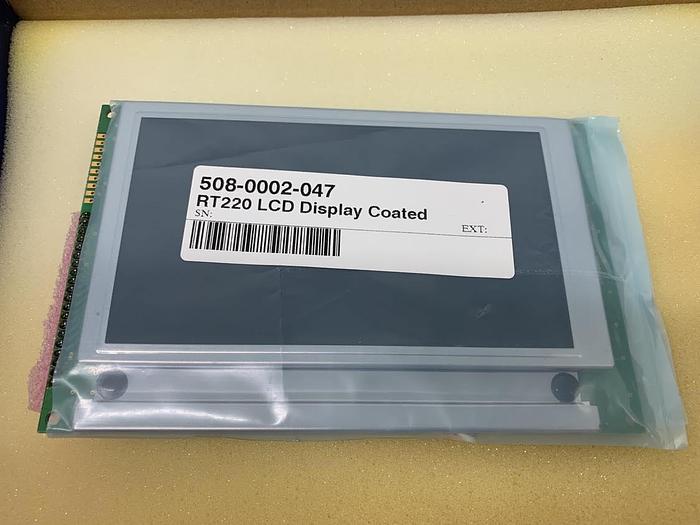 508-0002-047
RT220 LCD Display Coated
SN:
EXT: